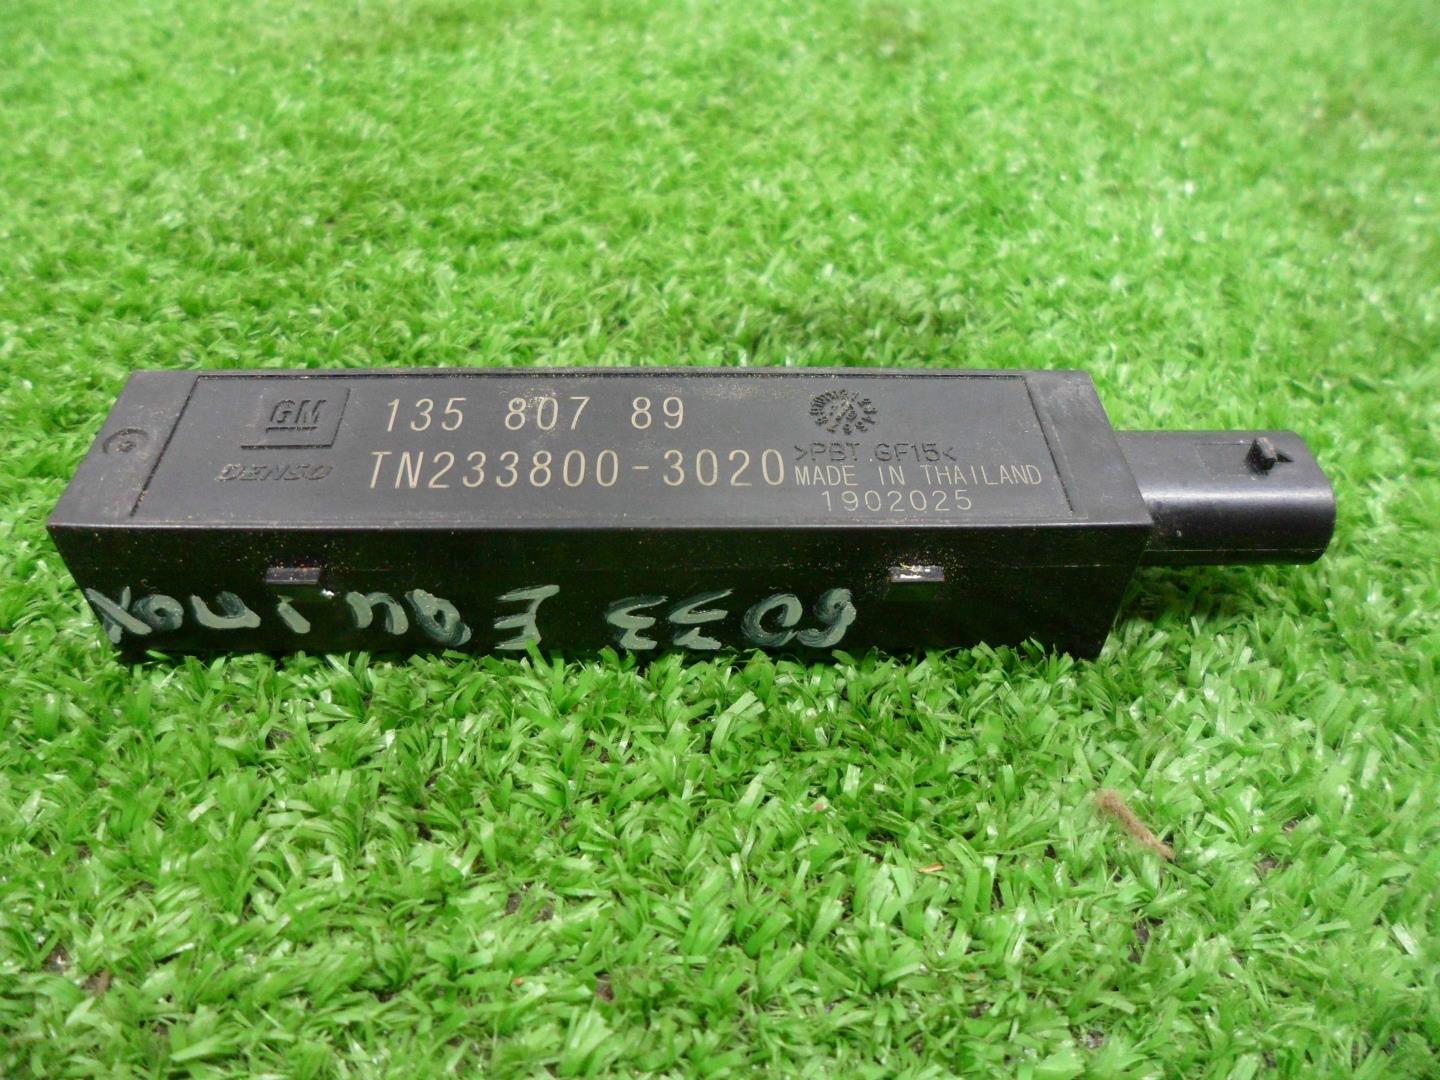 GM 135 807 89
DENSO TN233800-3020
>PBT.GF15<
MADE IN THAILAND
1902025
6033 Equinox